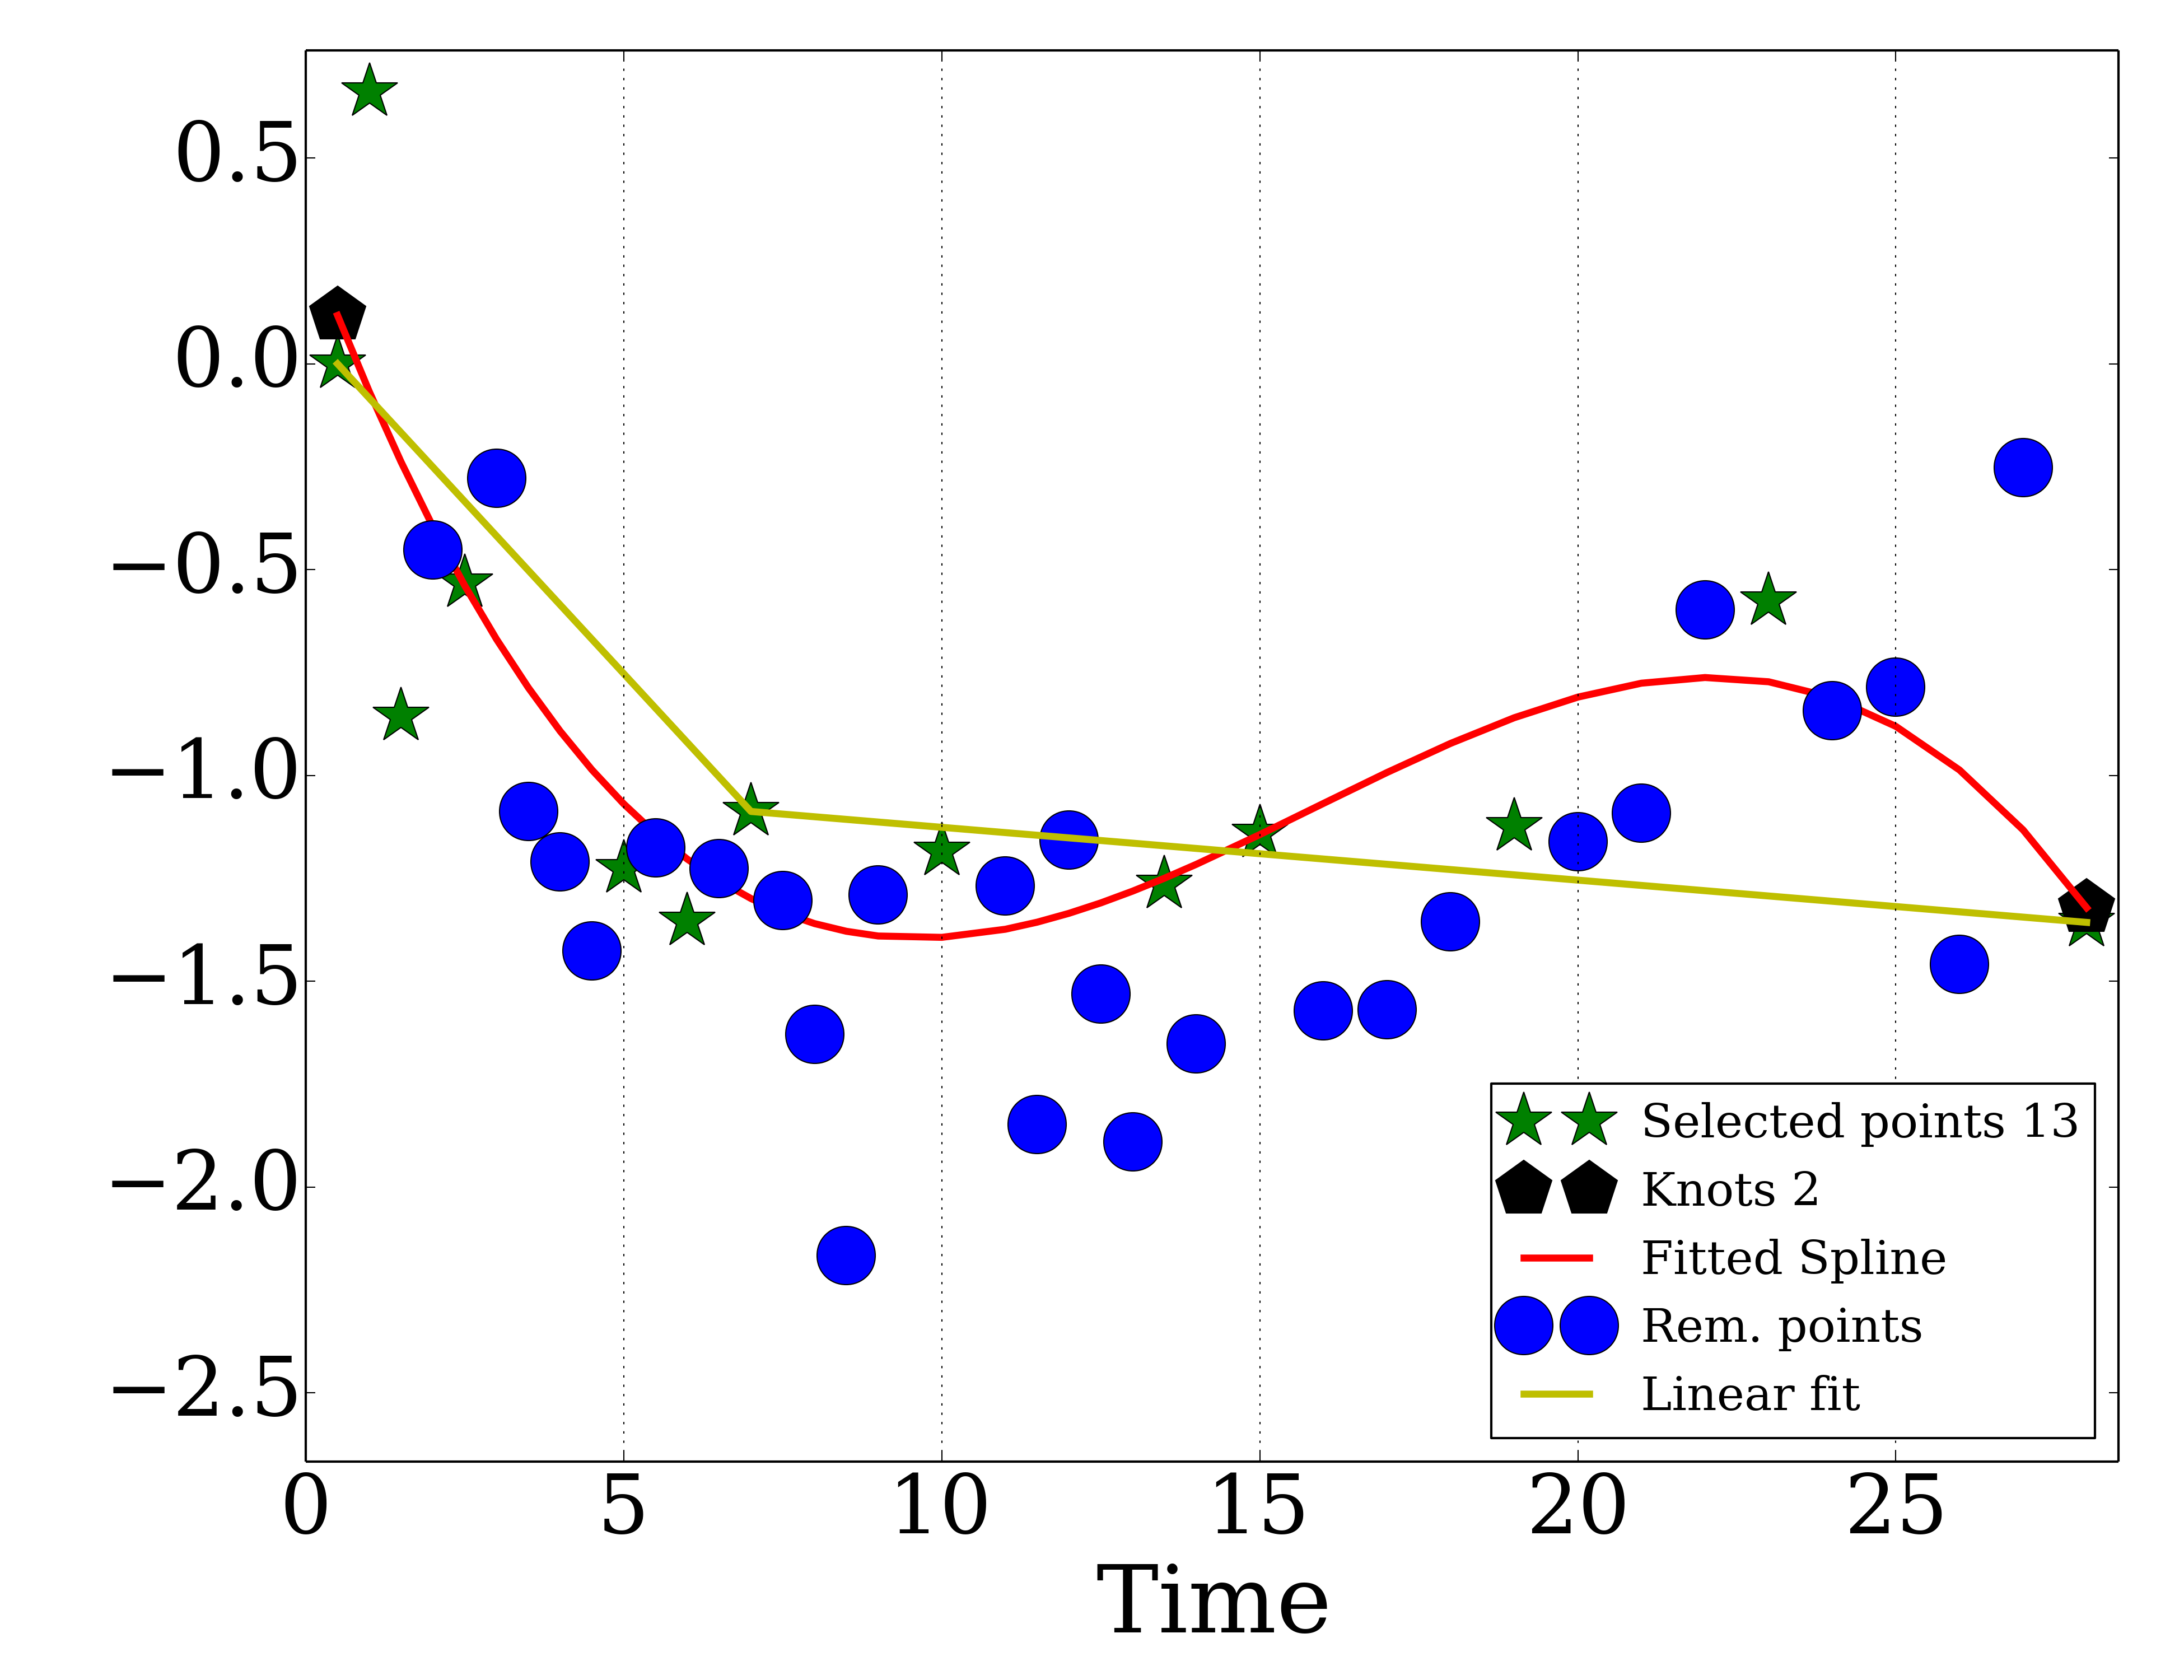 0.5
0.0
−0.5
−1.0
−1.5
−2.0
−2.5
0 5 10 15 20 25
Time
Selected points 13
Knots 2
Fitted Spline
Rem. points
Linear fit